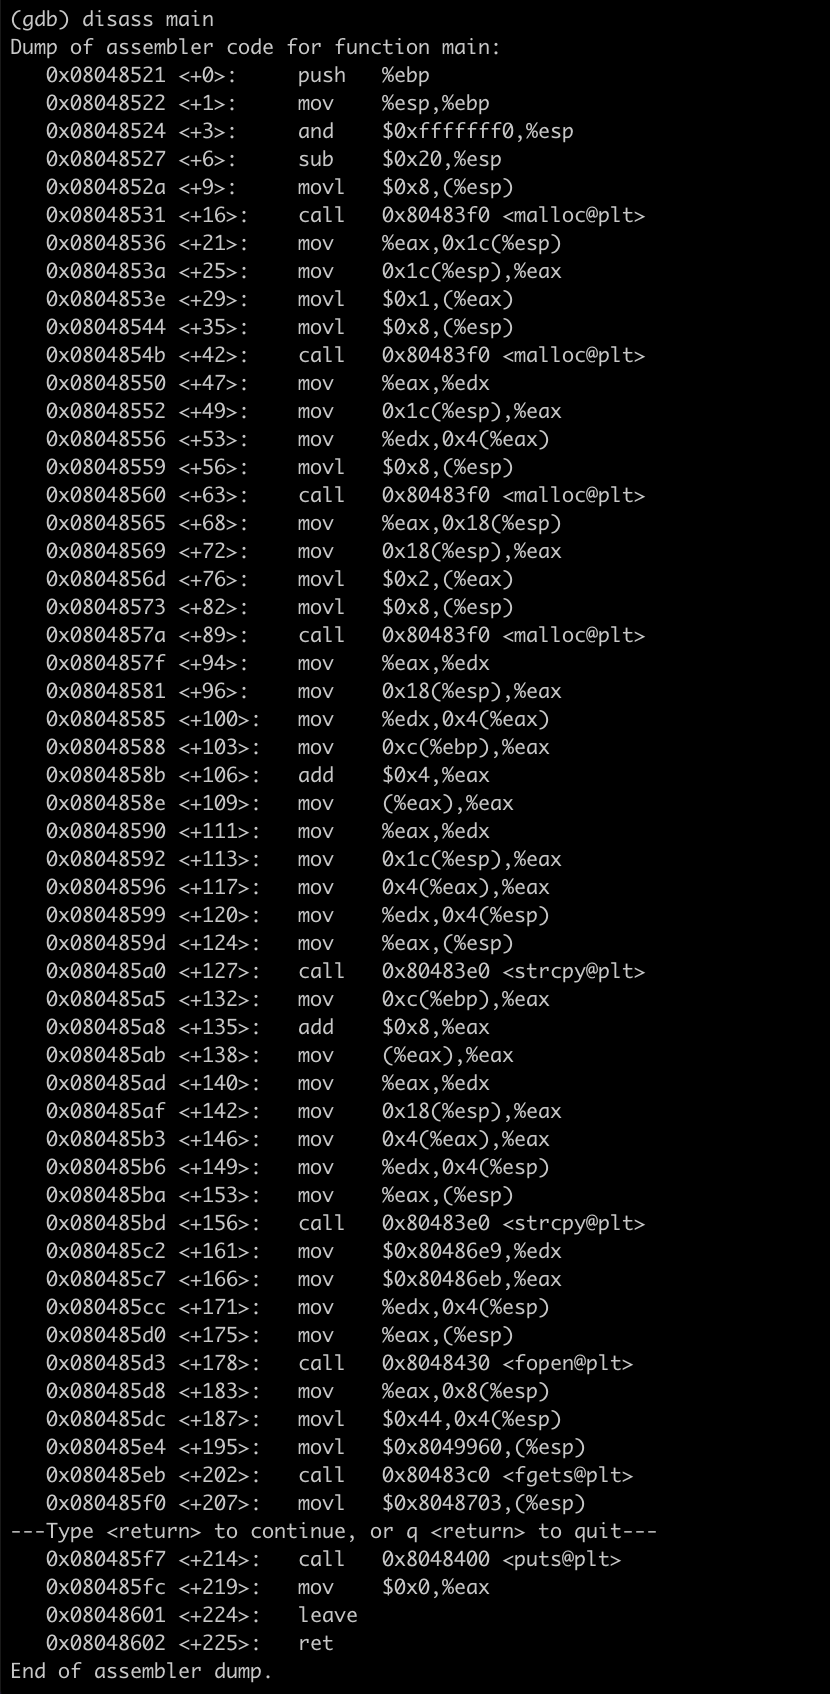 (gdb) disass main
Dump of assembler code for function main:
   0x08048521 <+0>:     push   %ebp
   0x08048522 <+1>:     mov    %esp,%ebp
   0x08048524 <+3>:     and    $0xfffffff0,%esp
   0x08048527 <+6>:     sub    $0x20,%esp
   0x0804852a <+9>:     movl   $0x8,(%esp)
   0x08048531 <+16>:    call   0x80483f0 <malloc@plt>
   0x08048536 <+21>:    mov    %eax,0x1c(%esp)
   0x0804853a <+25>:    mov    0x1c(%esp),%eax
   0x0804853e <+29>:    movl   $0x1,(%eax)
   0x08048544 <+35>:    movl   $0x8,(%esp)
   0x0804854b <+42>:    call   0x80483f0 <malloc@plt>
   0x08048550 <+47>:    mov    %eax,%edx
   0x08048552 <+49>:    mov    0x1c(%esp),%eax
   0x08048556 <+53>:    mov    %edx,0x4(%eax)
   0x08048559 <+56>:    movl   $0x8,(%esp)
   0x08048560 <+63>:    call   0x80483f0 <malloc@plt>
   0x08048565 <+68>:    mov    %eax,0x18(%esp)
   0x08048569 <+72>:    mov    0x18(%esp),%eax
   0x0804856d <+76>:    movl   $0x2,(%eax)
   0x08048573 <+82>:    movl   $0x8,(%esp)
   0x0804857a <+89>:    call   0x80483f0 <malloc@plt>
   0x0804857f <+94>:    mov    %eax,%edx
   0x08048581 <+96>:    mov    0x18(%esp),%eax
   0x08048585 <+100>:   mov    %edx,0x4(%eax)
   0x08048588 <+103>:   mov    0xc(%ebp),%eax
   0x0804858b <+106>:   add    $0x4,%eax
   0x0804858e <+109>:   mov    (%eax),%eax
   0x08048590 <+111>:   mov    %eax,%edx
   0x08048592 <+113>:   mov    0x1c(%esp),%eax
   0x08048596 <+117>:   mov    0x4(%eax),%eax
   0x08048599 <+120>:   mov    %edx,0x4(%esp)
   0x0804859d <+124>:   mov    %eax,(%esp)
   0x080485a0 <+127>:   call   0x80483e0 <strcpy@plt>
   0x080485a5 <+132>:   mov    0xc(%ebp),%eax
   0x080485a8 <+135>:   add    $0x8,%eax
   0x080485ab <+138>:   mov    (%eax),%eax
   0x080485ad <+140>:   mov    %eax,%edx
   0x080485af <+142>:   mov    0x18(%esp),%eax
   0x080485b3 <+146>:   mov    0x4(%eax),%eax
   0x080485b6 <+149>:   mov    %edx,0x4(%esp)
   0x080485ba <+153>:   mov    %eax,(%esp)
   0x080485bd <+156>:   call   0x80483e0 <strcpy@plt>
   0x080485c2 <+161>:   mov    $0x80486e9,%edx
   0x080485c7 <+166>:   mov    $0x80486eb,%eax
   0x080485cc <+171>:   mov    %edx,0x4(%esp)
   0x080485d0 <+175>:   mov    %eax,(%esp)
   0x080485d3 <+178>:   call   0x8048430 <fopen@plt>
   0x080485d8 <+183>:   mov    %eax,0x8(%esp)
   0x080485dc <+187>:   movl   $0x44,0x4(%esp)
   0x080485e4 <+195>:   movl   $0x8049960,(%esp)
   0x080485eb <+202>:   call   0x80483c0 <fgets@plt>
   0x080485f0 <+207>:   movl   $0x8048703,(%esp)
---Type <return> to continue, or q <return> to quit---
   0x080485f7 <+214>:   call   0x8048400 <puts@plt>
   0x080485fc <+219>:   mov    $0x0,%eax
   0x08048601 <+224>:   leave
   0x08048602 <+225>:   ret
End of assembler dump.